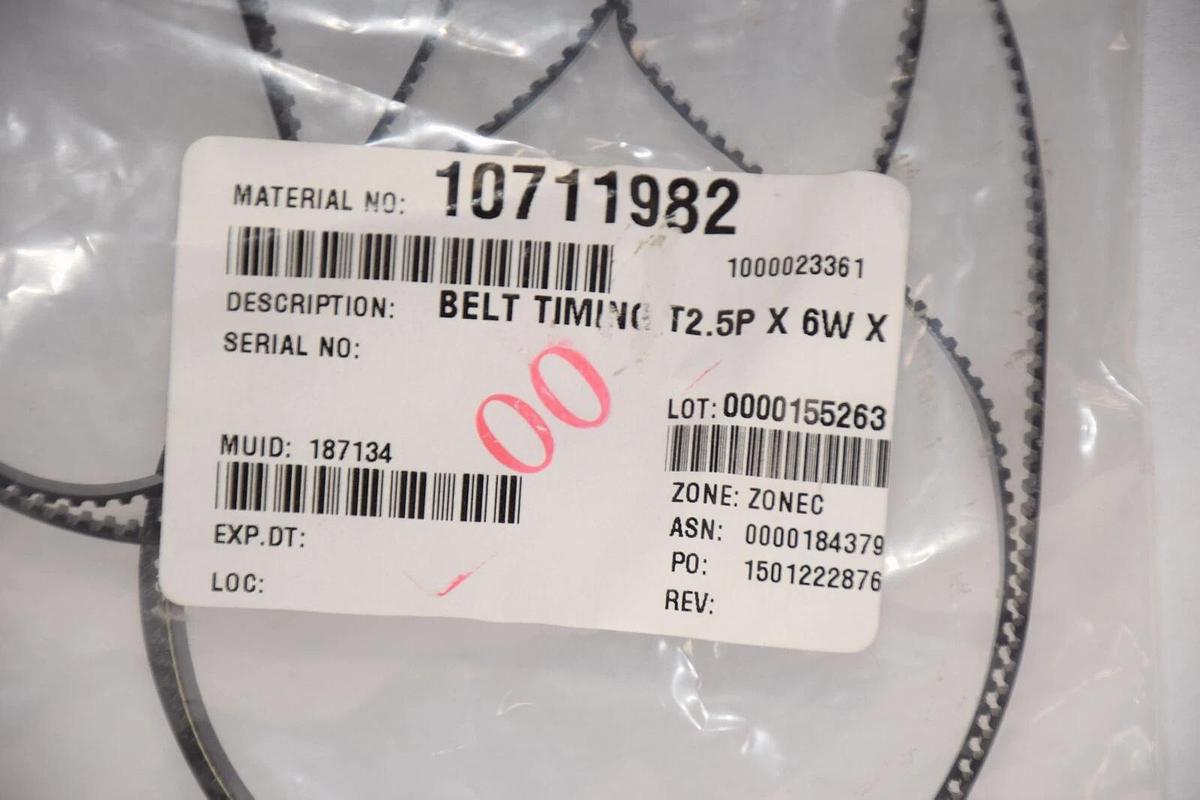 MATERIAL NO: 10711982
1000023361
DESCRIPTION: BELT TIMING T2.5P X 6W X
SERIAL NO:
00
LOT: 0000155263
MUID: 187134
ZONE: ZONEC
EXP.DT:
ASN: 0000184379
PO: 1501222876
LOC:
REV: